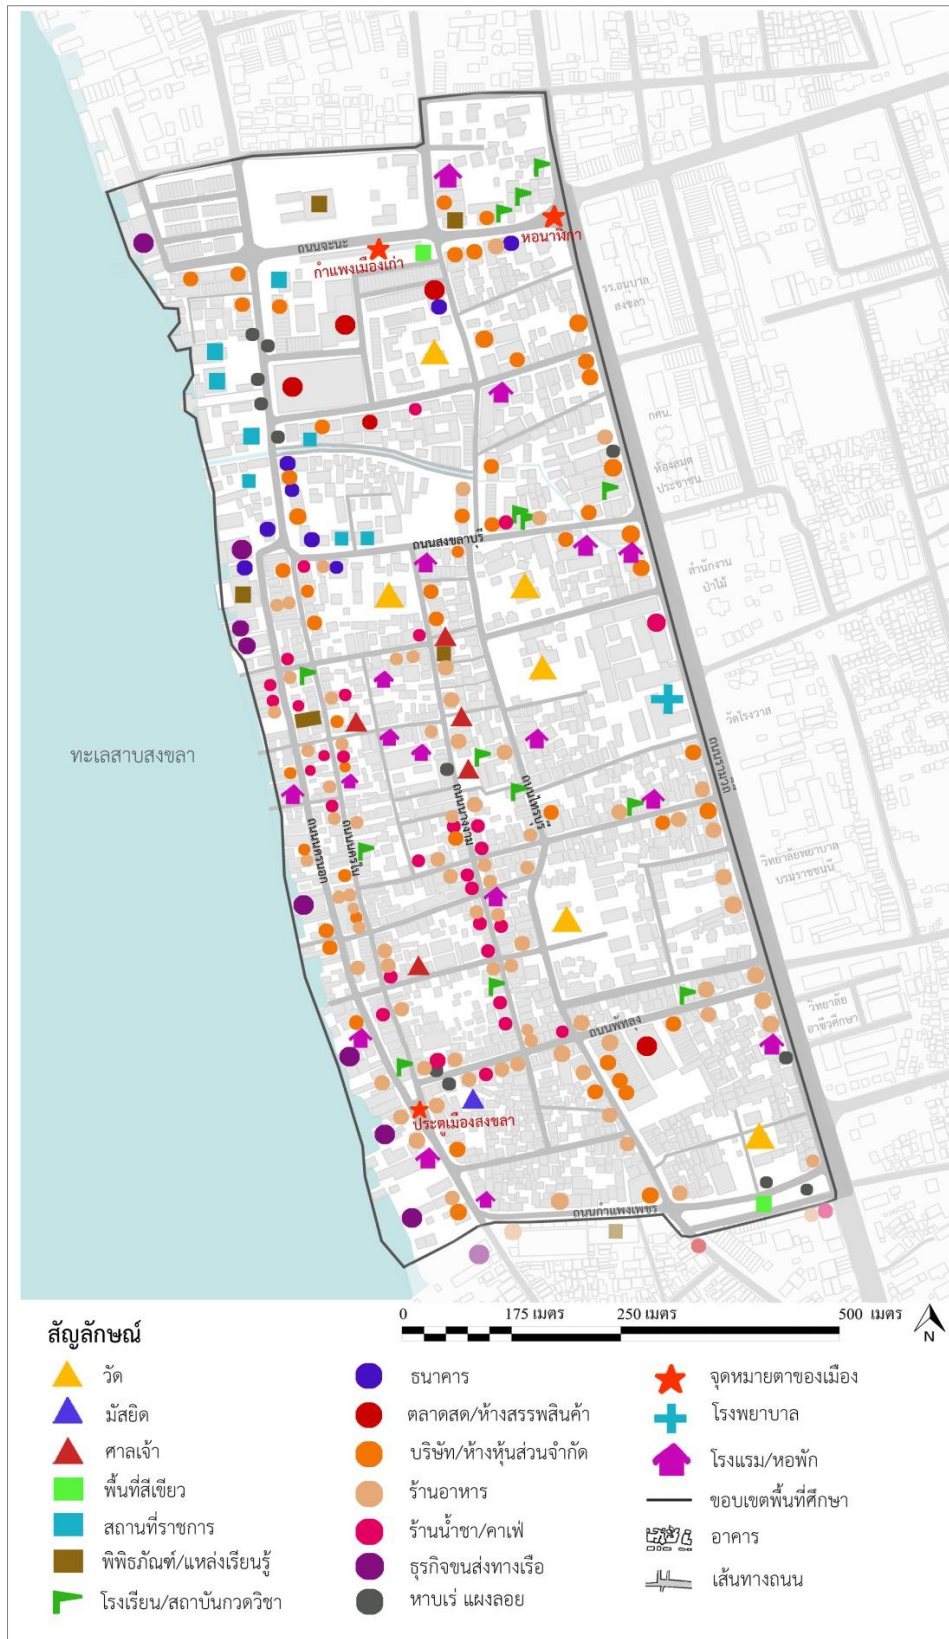 หอนาฬิกา
ถนนจะนะ
กำแพงเมืองเก่า
รร.อนุบาล
สงขลา
กศน.
ห้องสมุด
ประชาชน
ถนนสงขลาบุรี
สำนักงาน
ป่าไม้
วัดโรงวาส
ทะเลสาบสงขลา
ถนนรามวิถี
ถนนไทรบุรี
ถนนนางงาม
ถนนนครใน
ถนนนครนอก
วิทยาลัยพยาบาล
บรมราชชนนี
วิทยาลัย
อาชีวศึกษา
ถนนพัทลุง
ประตูเมืองสงขลา
ถนนกำแพงเพชร
สัญลักษณ์
0 175 เมตร 250 เมตร 500 เมตร
N
วัด
มัสยิด
ศาลเจ้า
พื้นที่สีเขียว
สถานที่ราชการ
พิพิธภัณฑ์/แหล่งเรียนรู้
โรงเรียน/สถาบันกวดวิชา
ธนาคาร
ตลาดสด/ห้างสรรพสินค้า
บริษัท/ห้างหุ้นส่วนจำกัด
ร้านอาหาร
ร้านน้ำชา/คาเฟ่
ธุรกิจขนส่งทางเรือ
หาบเร่ แผงลอย
จุดหมายตาของเมือง
โรงพยาบาล
โรงแรม/หอพัก
ขอบเขตพื้นที่ศึกษา
อาคาร
เส้นทางถนน